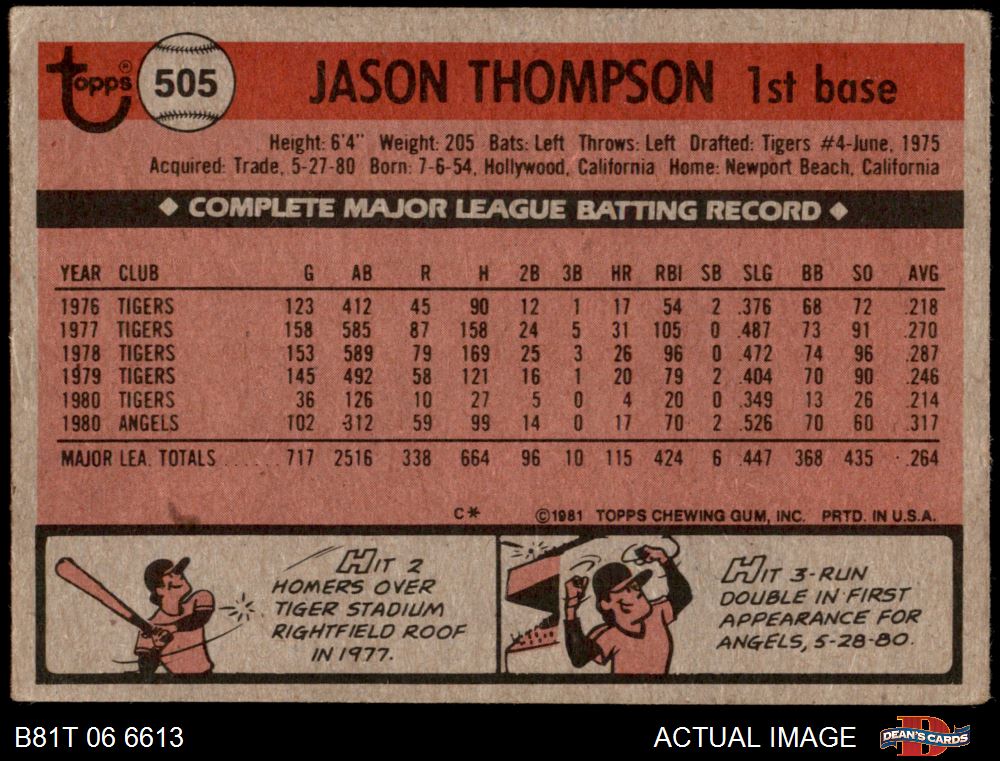 Topps® 505 JASON THOMPSON 1st base
Height: 6'4" Weight: 205 Bats: Left Throws: Left Drafted: Tigers #4-June, 1975
Acquired: Trade, 5-27-80 Born: 7-6-54, Hollywood, California Home: Newport Beach, California
◆ COMPLETE MAJOR LEAGUE BATTING RECORD ◆
YEAR CLUB G AB R H 2B 3B HR RBI SB SLG BB SO AVG
1976 TIGERS 123 412 45 90 12 1 17 54 2 .376 68 72 .218
1977 TIGERS 158 585 87 158 24 5 31 105 0 .487 73 91 .270
1978 TIGERS 153 589 79 169 25 3 26 96 0 .472 74 96 .287
1979 TIGERS 145 492 58 121 16 1 20 79 2 .404 70 90 .246
1980 TIGERS 36 126 10 27 5 0 4 20 0 .349 13 26 .214
1980 ANGELS 102 312 59 99 14 0 17 70 2 .526 70 60 .317
MAJOR LEA. TOTALS ...... 717 2516 338 664 96 10 115 424 6 .447 368 435 .264
C* ©1981 TOPPS CHEWING GUM, INC. PRTD. IN U.S.A.
HIT 2
HOMERS OVER
TIGER STADIUM
RIGHTFIELD ROOF
IN 1977.
HIT 3-RUN
DOUBLE IN FIRST
APPEARANCE FOR
ANGELS, 5-28-80.
B81T 06 6613 ACTUAL IMAGE DEAN'S CARDS